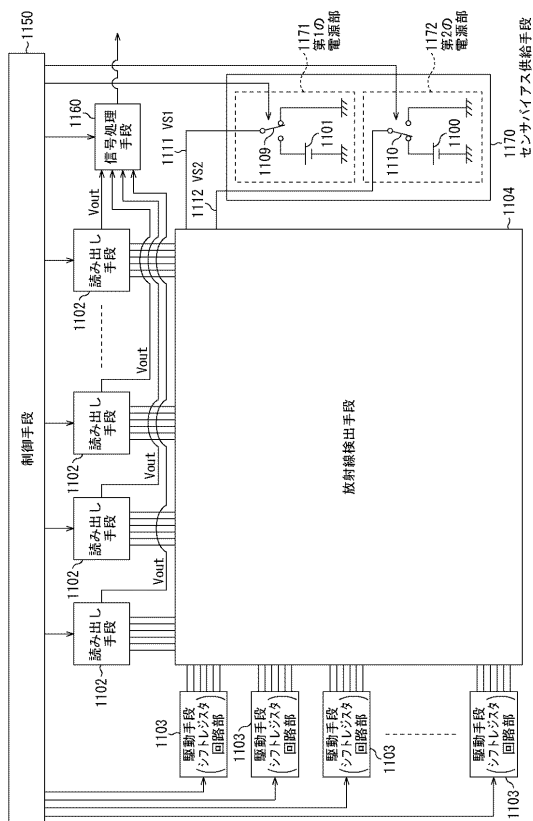 1150
制御手段
1160
信号処理
手段
Vout
Vout
Vout
Vout
読み出し
手段
1102
読み出し
手段
1102
読み出し
手段
1102
読み出し
手段
1102
1111 VS1
1112 VS2
1171
第1の
電源部
1109
1101
1172
第2の
電源部
1110
1100
1170
センサバイアス供給手段
1104
放射線検出手段
1103
駆動手段
(シフトレジスタ
回路部)
1103
駆動手段
(シフトレジスタ
回路部)
1103
駆動手段
(シフトレジスタ
回路部)
1103
駆動手段
(シフトレジスタ
回路部)